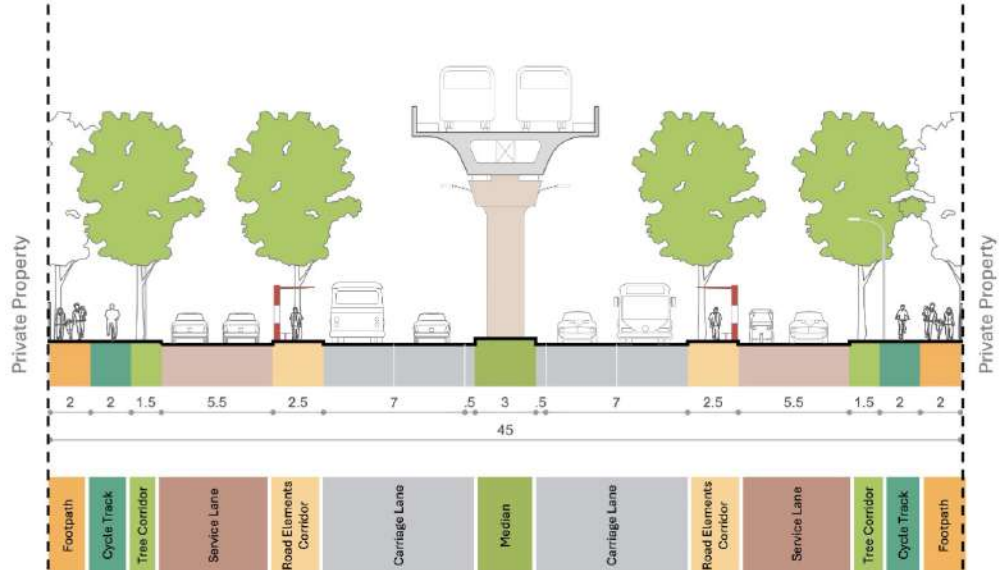 Private Property
Private Property
2 2 1.5 5.5 2.5 7 .5 3 .5 7 2.5 5.5 1.5 2 2
45
Footpath
Cycle Track
Tree Corridor
Service Lane
Road Elements
Corridor
Carriage Lane
Median
Carriage Lane
Road Elements
Corridor
Service Lane
Tree Corridor
Cycle Track
Footpath